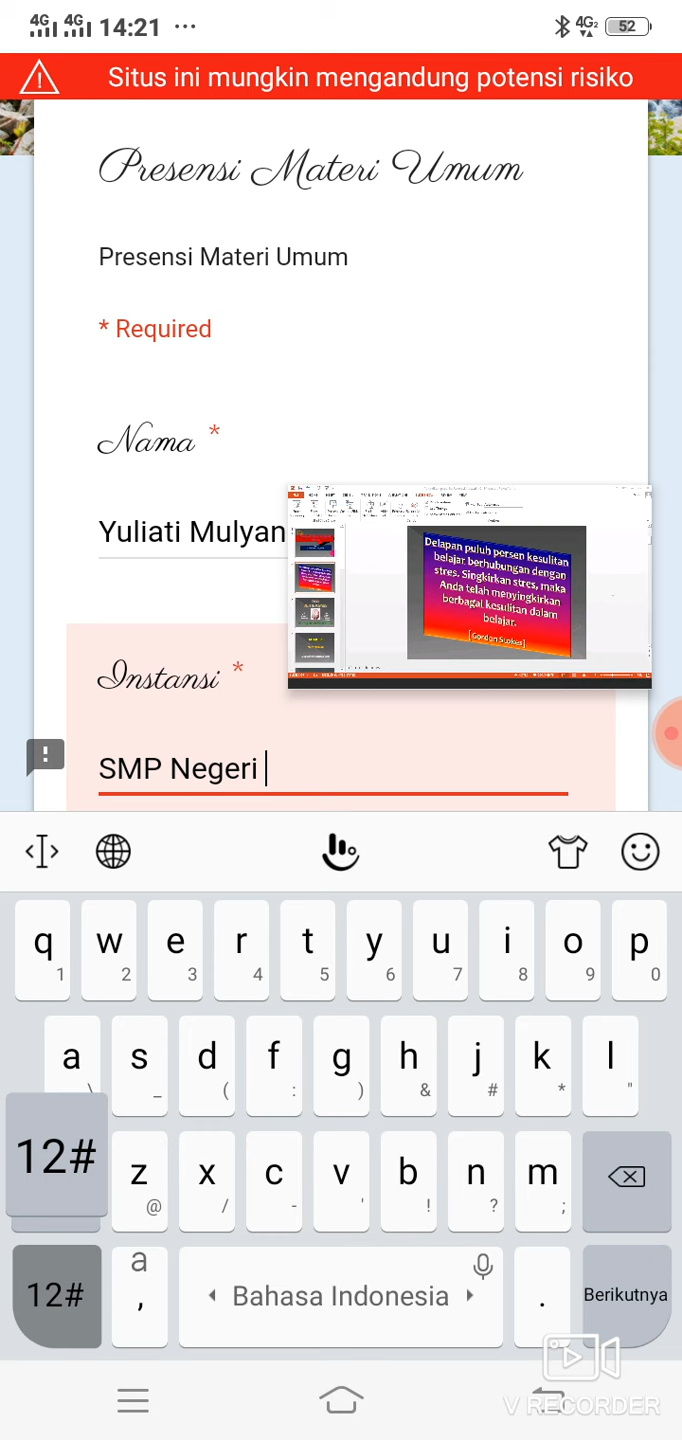 4G 4G 14:21 ...
4G2 52
Situs ini mungkin mengandung potensi risiko
Presensi Materi Umum
Presensi Materi Umum
* Required
Nama *
Yuliati Mulyan
Delapan puluh persen kesulitan
belajar berhubungan dengan
stres. Singkirkan stres, maka
Anda telah menyingkirkan
berbagai kesulitan dalam
belajar.
[Gordon Stokes]
Instansi *
SMP Negeri
q w e r t y u i o p
1 2 3 4 5 6 7 8 9 0
a s d f g h j k l
\ _ ( : ) & # * "
12# z x c v b n m
@ / - ' ! ? ;
12# a , Bahasa Indonesia . Berikutnya
V RECORDER